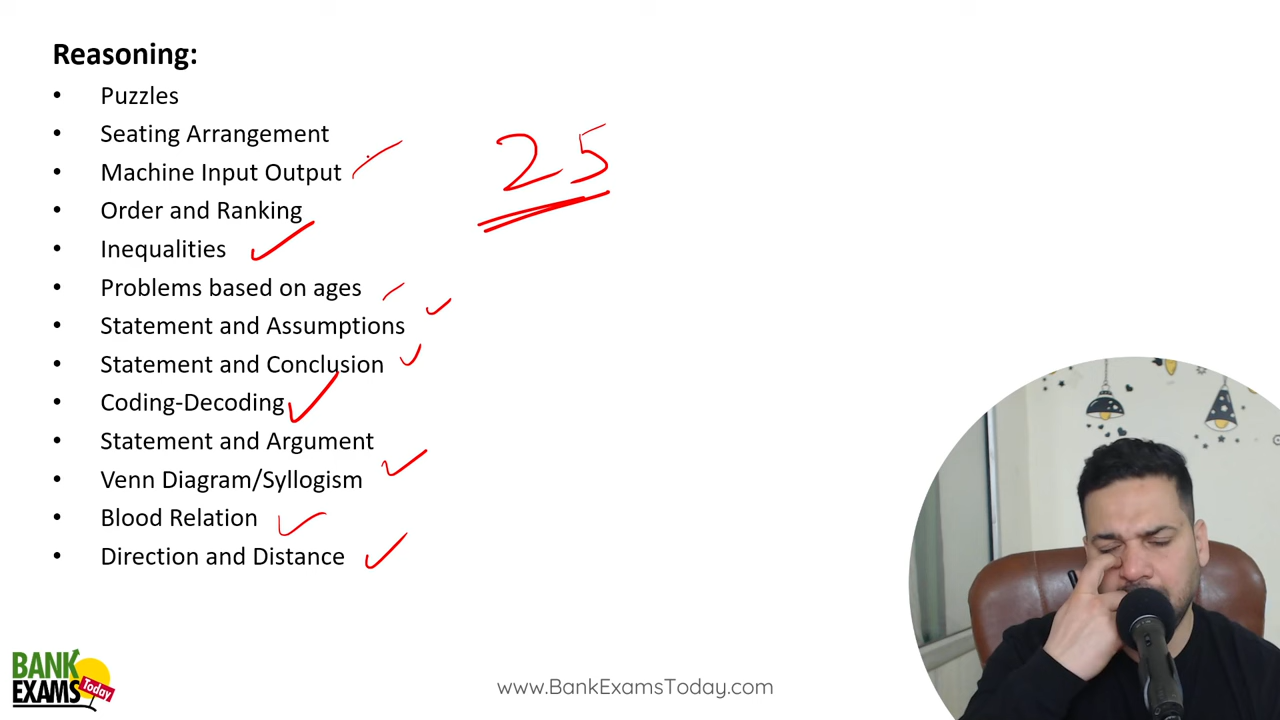 Reasoning:
• Puzzles
• Seating Arrangement
• Machine Input Output
• Order and Ranking
• Inequalities
• Problems based on ages
• Statement and Assumptions
• Statement and Conclusion
• Coding-Decoding
• Statement and Argument
• Venn Diagram/Syllogism
• Blood Relation
• Direction and Distance
25
BANK
EXAMS Today
www.BankExamsToday.com